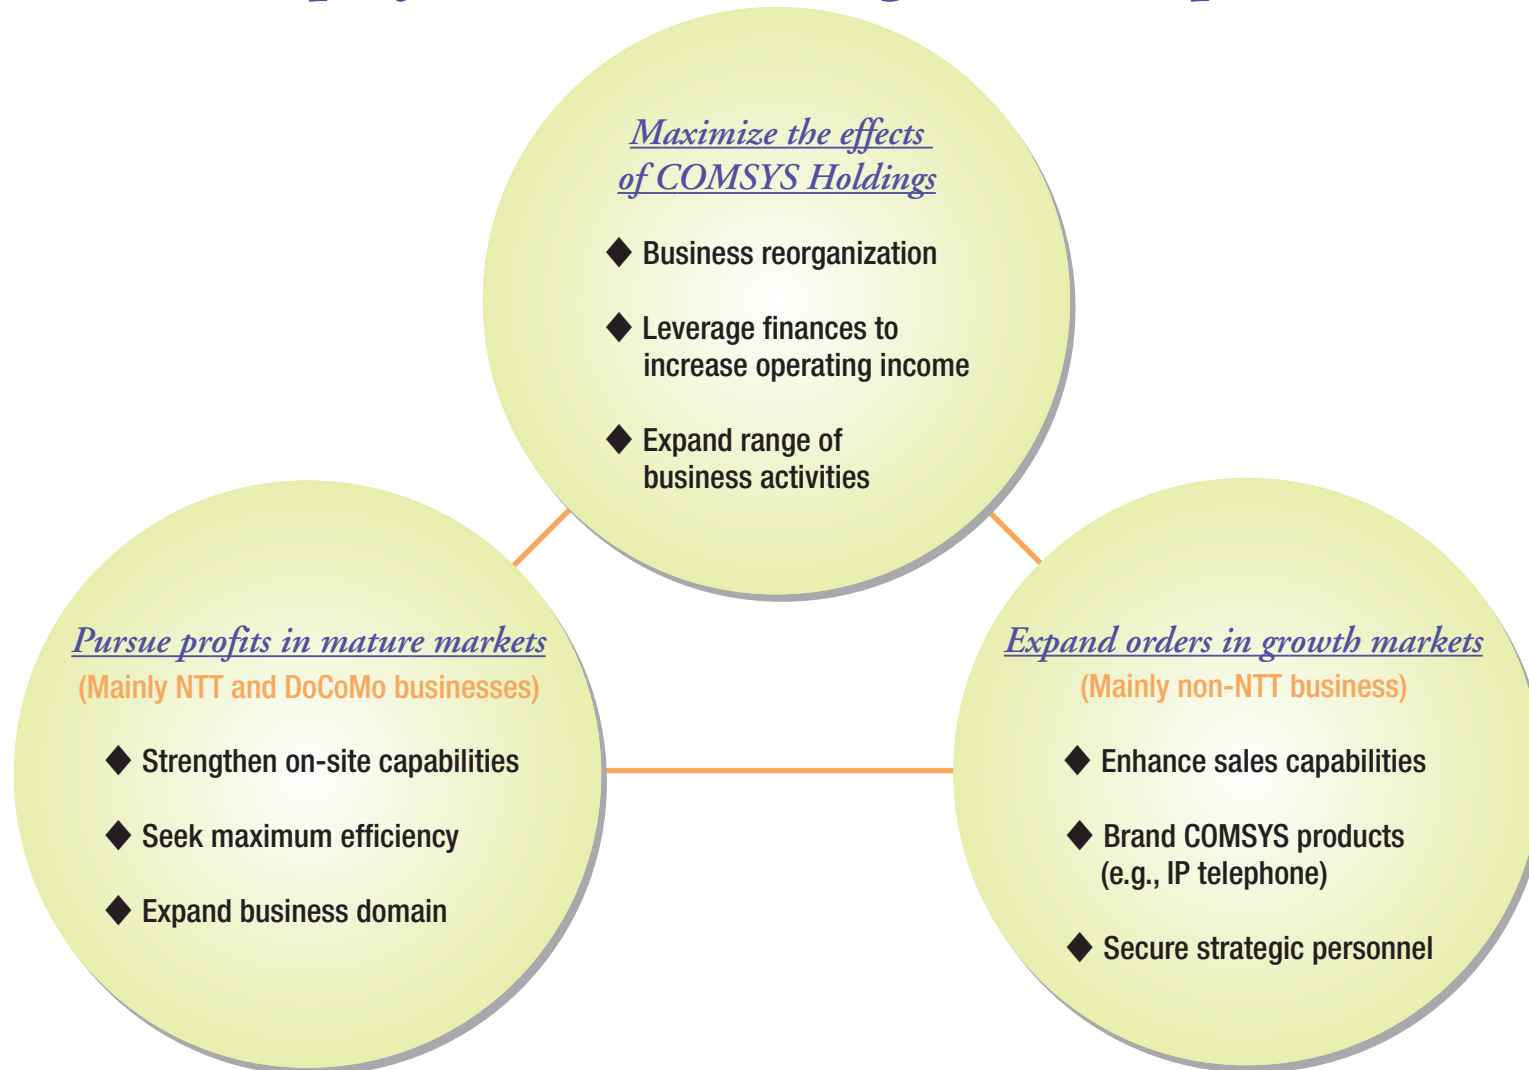 Maximize the effects
of COMSYS Holdings
◆ Business reorganization
◆ Leverage finances to
increase operating income
◆ Expand range of
business activities
Pursue profits in mature markets
(Mainly NTT and DoCoMo businesses)
◆ Strengthen on-site capabilities
◆ Seek maximum efficiency
◆ Expand business domain
Expand orders in growth markets
(Mainly non-NTT business)
◆ Enhance sales capabilities
◆ Brand COMSYS products
(e.g., IP telephone)
◆ Secure strategic personnel